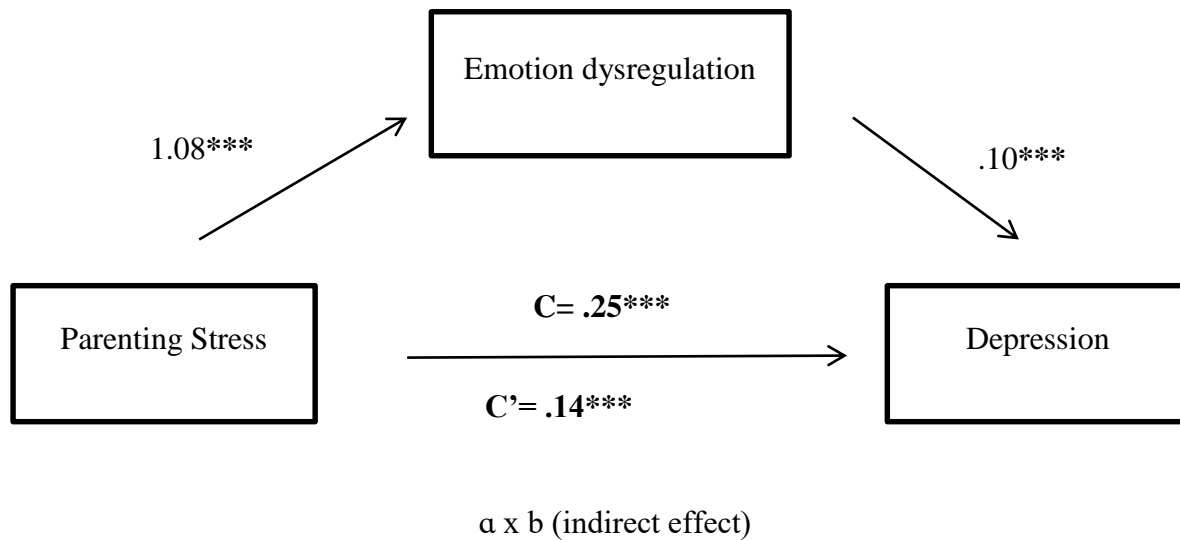 Emotion dysregulation
1.08***
.10***
Parenting Stress
C= .25***
C’= .14***
Depression
ɑ x b (indirect effect)